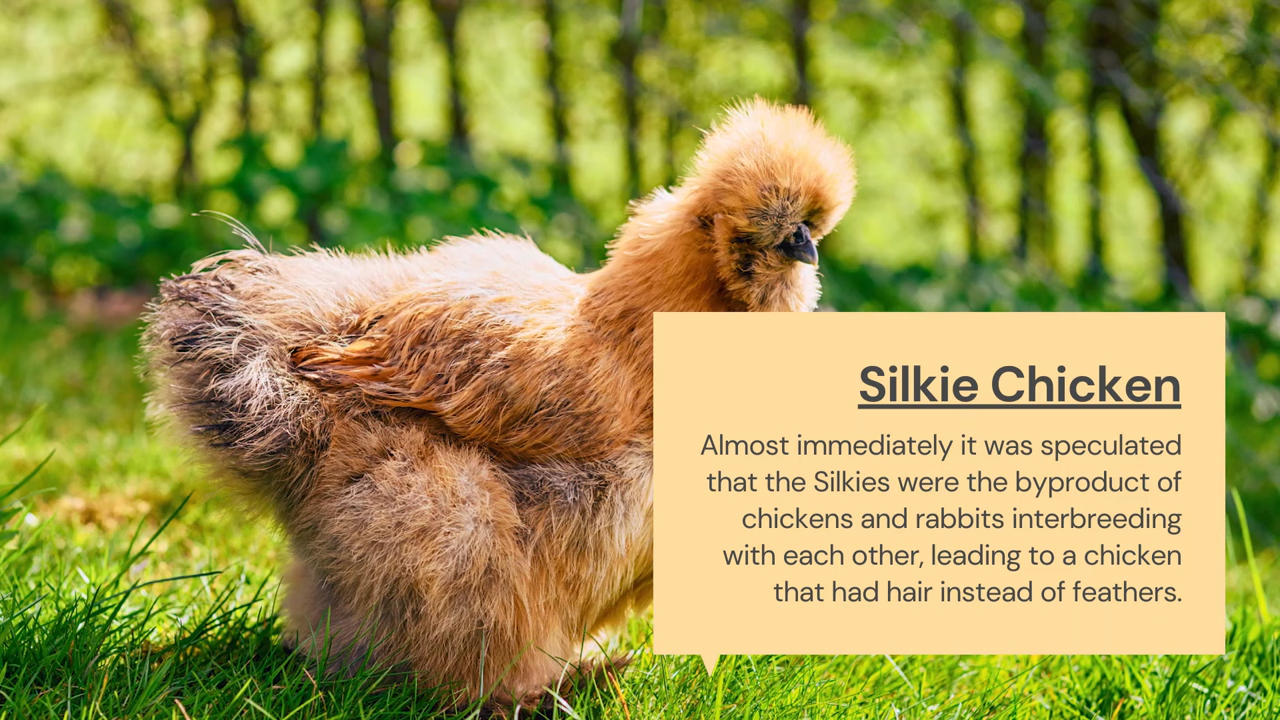 Silkie Chicken
Almost immediately it was speculated
that the Silkies were the byproduct of
chickens and rabbits interbreeding
with each other, leading to a chicken
that had hair instead of feathers.